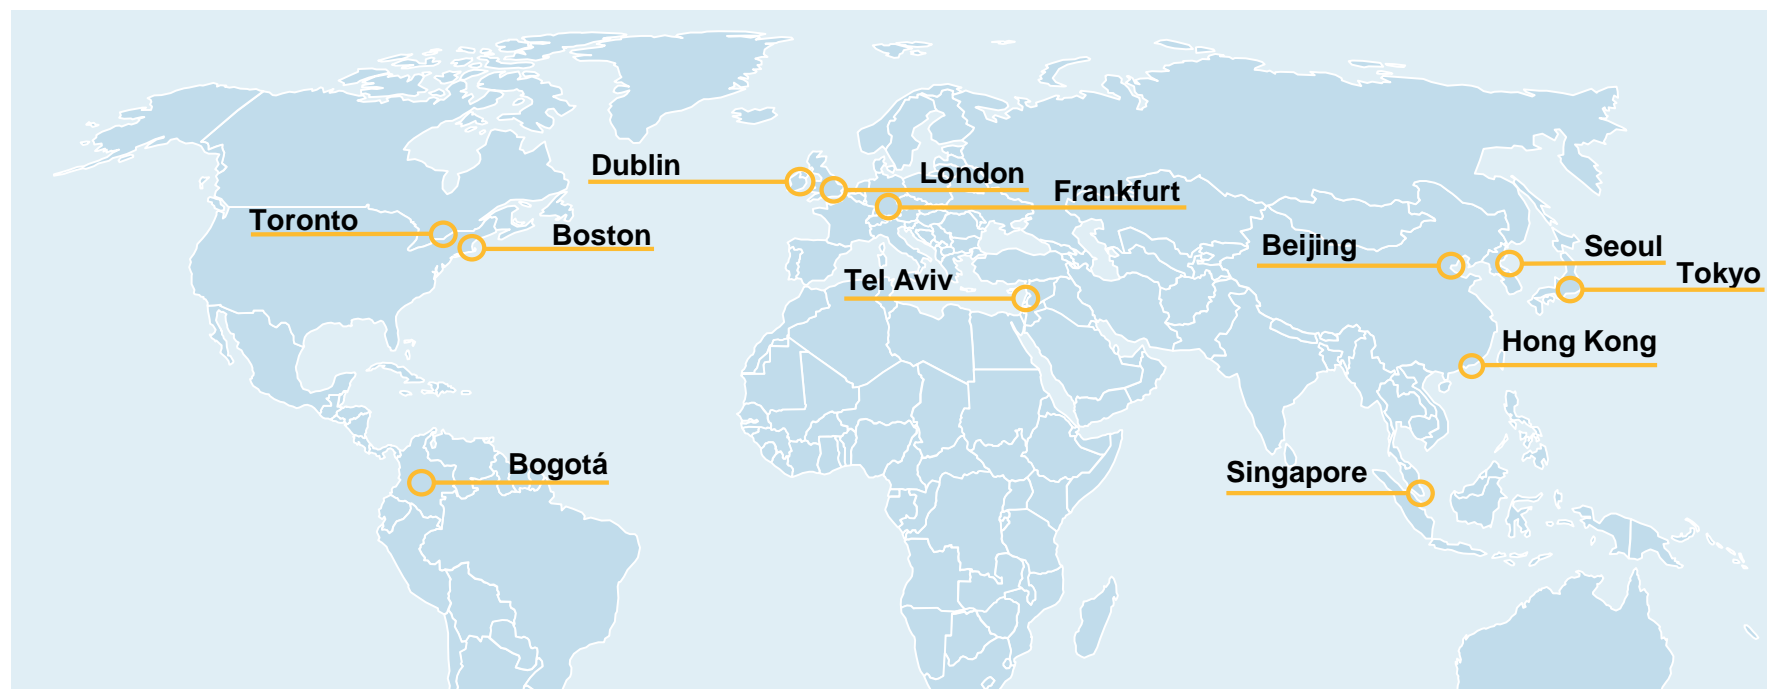 Dublin
London
Frankfurt
Toronto
Boston
Beijing
Seoul
Tel Aviv
Tokyo
Hong Kong
Bogotá
Singapore